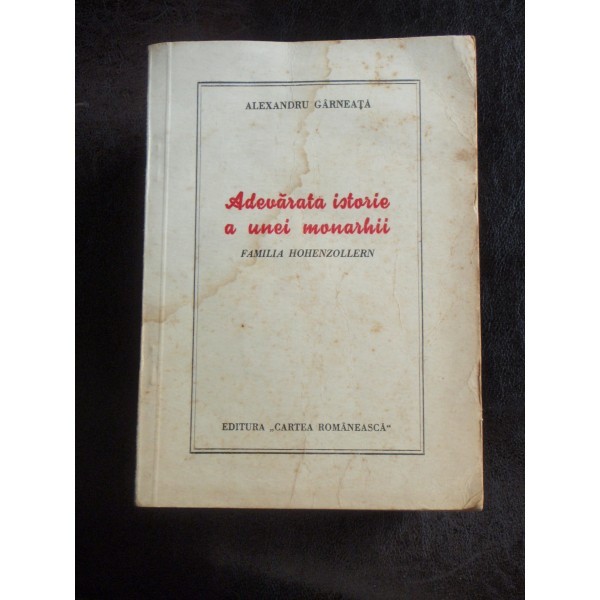 ALEXANDRU GÂRNEAȚĂ
Adevărata istorie
a unei monarhii
FAMILIA HOHENZOLLERN
EDITURA „CARTEA ROMÂNEASCĂ"